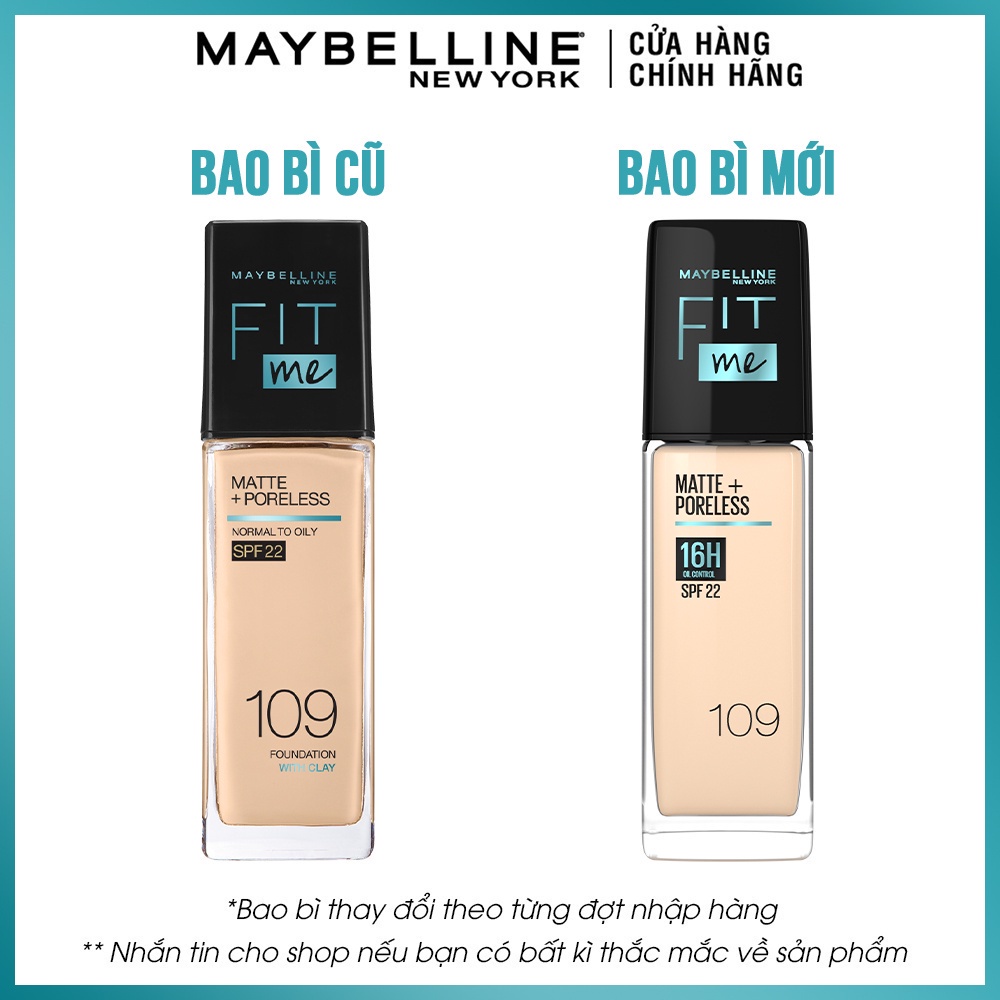 MAYBELLINE
NEW YORK
CỬA HÀNG
CHÍNH HÃNG
BAO BÌ CŨ
MAYBELLINE
NEW YORK
FIT
me
MATTE
+ PORELESS
NORMAL TO OILY
SPF 22
109
FOUNDATION
WITH CLAY
BAO BÌ MỚI
MAYBELLINE
NEW YORK
FIT
me
MATTE +
PORELESS
16H
OIL CONTROL
SPF 22
109
*Bao bì thay đổi theo từng đợt nhập hàng
** Nhắn tin cho shop nếu bạn có bất kì thắc mắc về sản phẩm